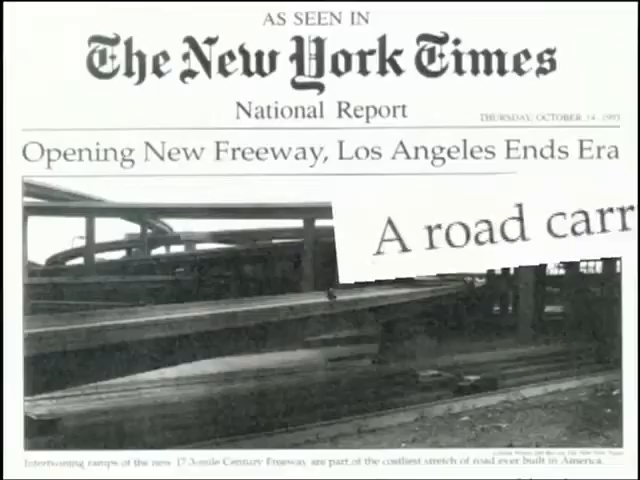 AS SEEN IN
The New York Times
National Report
THURSDAY, OCTOBER 14, 1993
Opening New Freeway, Los Angeles Ends Era
A road carr
Intertwining ramps of the new 17.3-mile Century Freeway are part of the costliest stretch of road ever built in America.